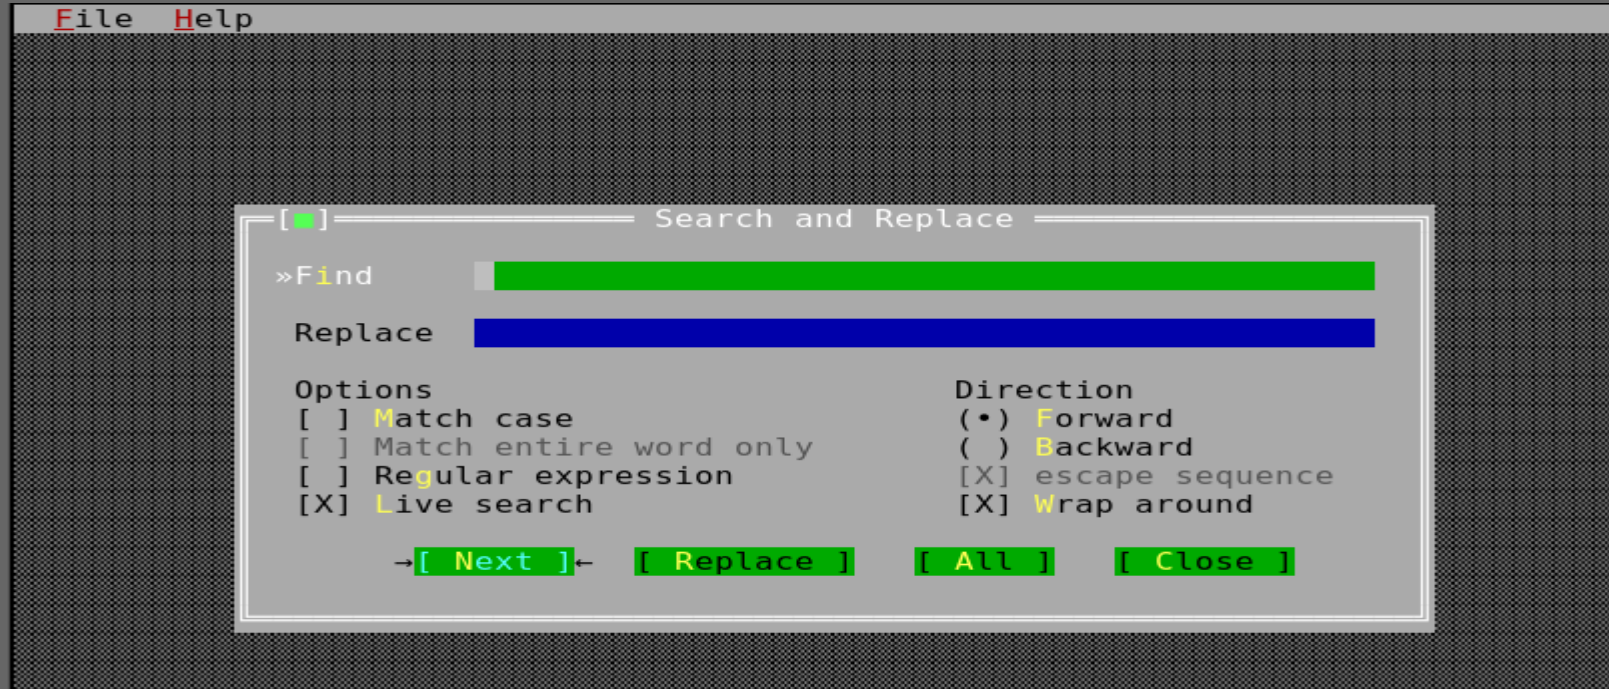 File  Help
[■] Search and Replace
»Find
Replace
Options  Direction
[ ] Match case  (•) Forward
[ ] Match entire word only  ( ) Backward
[ ] Regular expression  [X] escape sequence
[X] Live search  [X] Wrap around
→[ Next ]←  [ Replace ]  [ All ]  [ Close ]